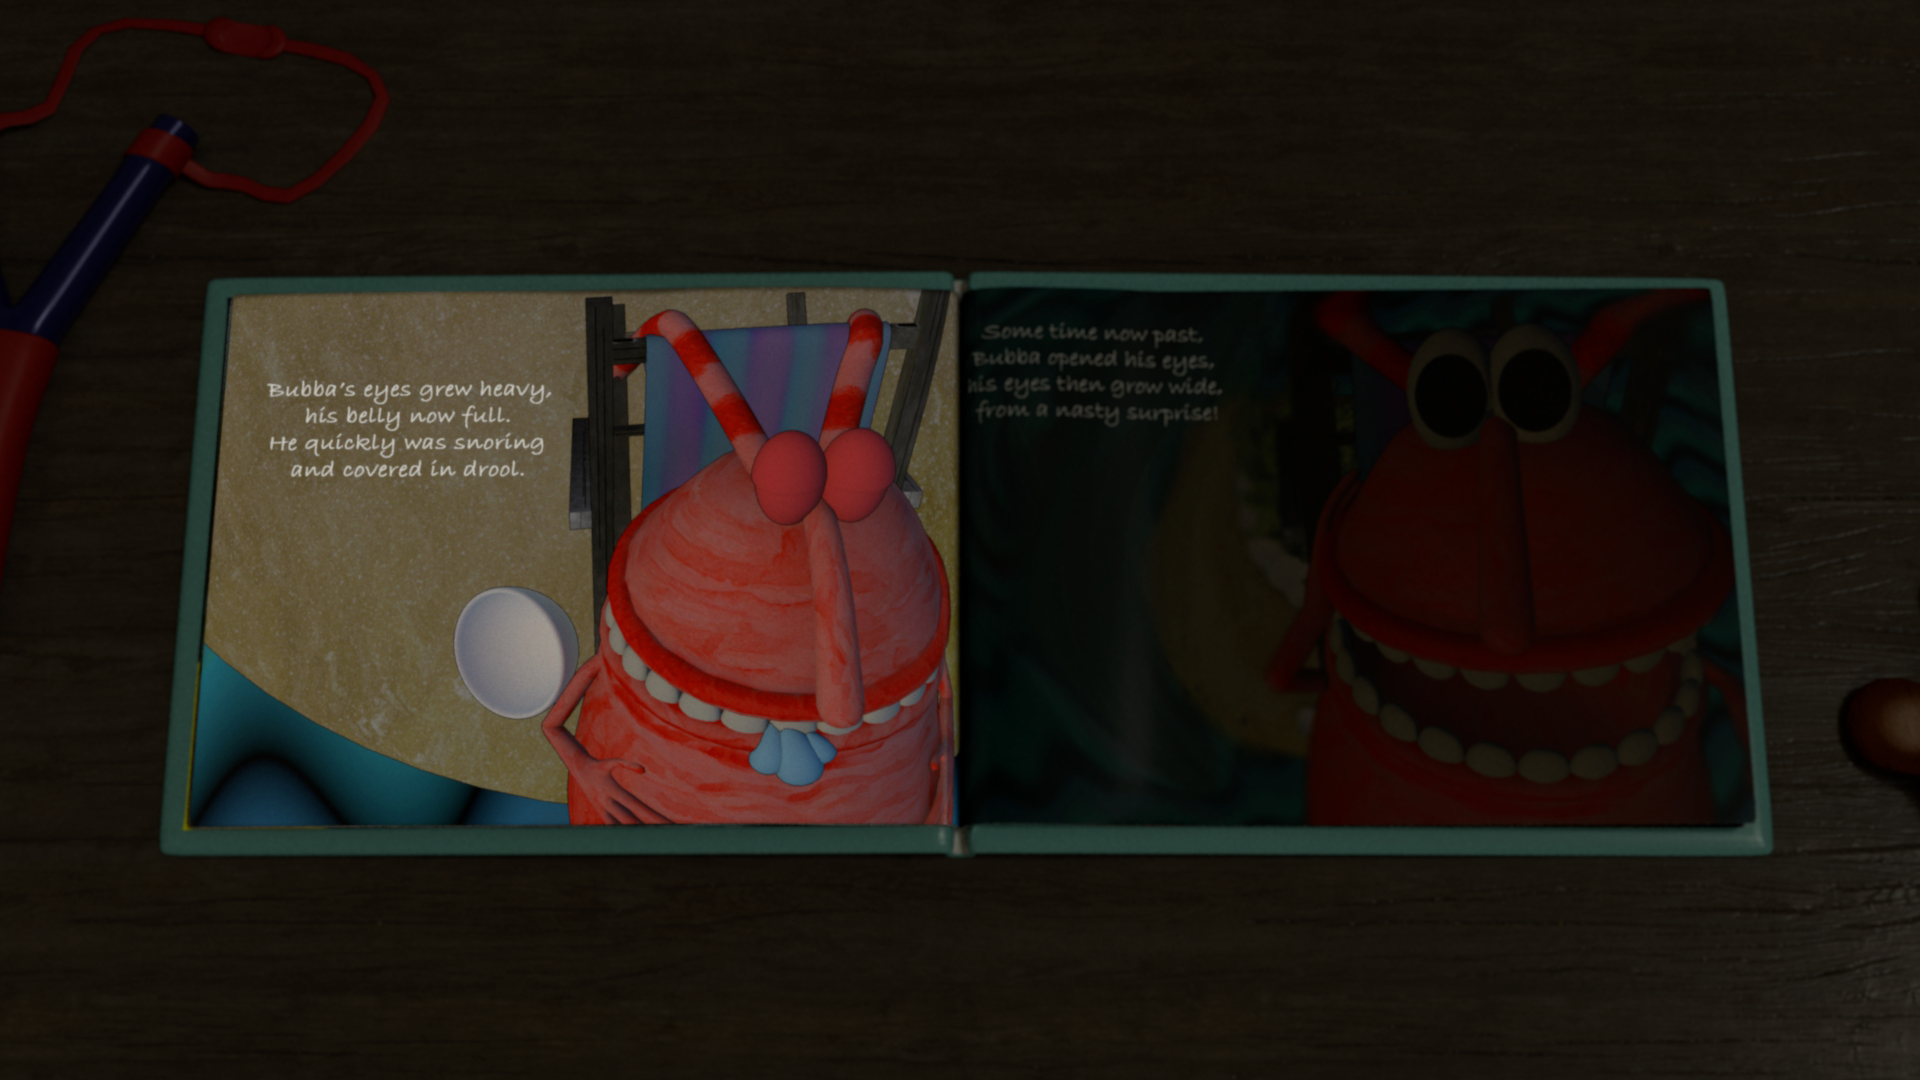 Bubba's eyes grew heavy,
his belly now full.
He quickly was snoring
and covered in drool.
Some time now past,
Bubba opened his eyes,
his eyes then grow wide,
from a nasty surprise!